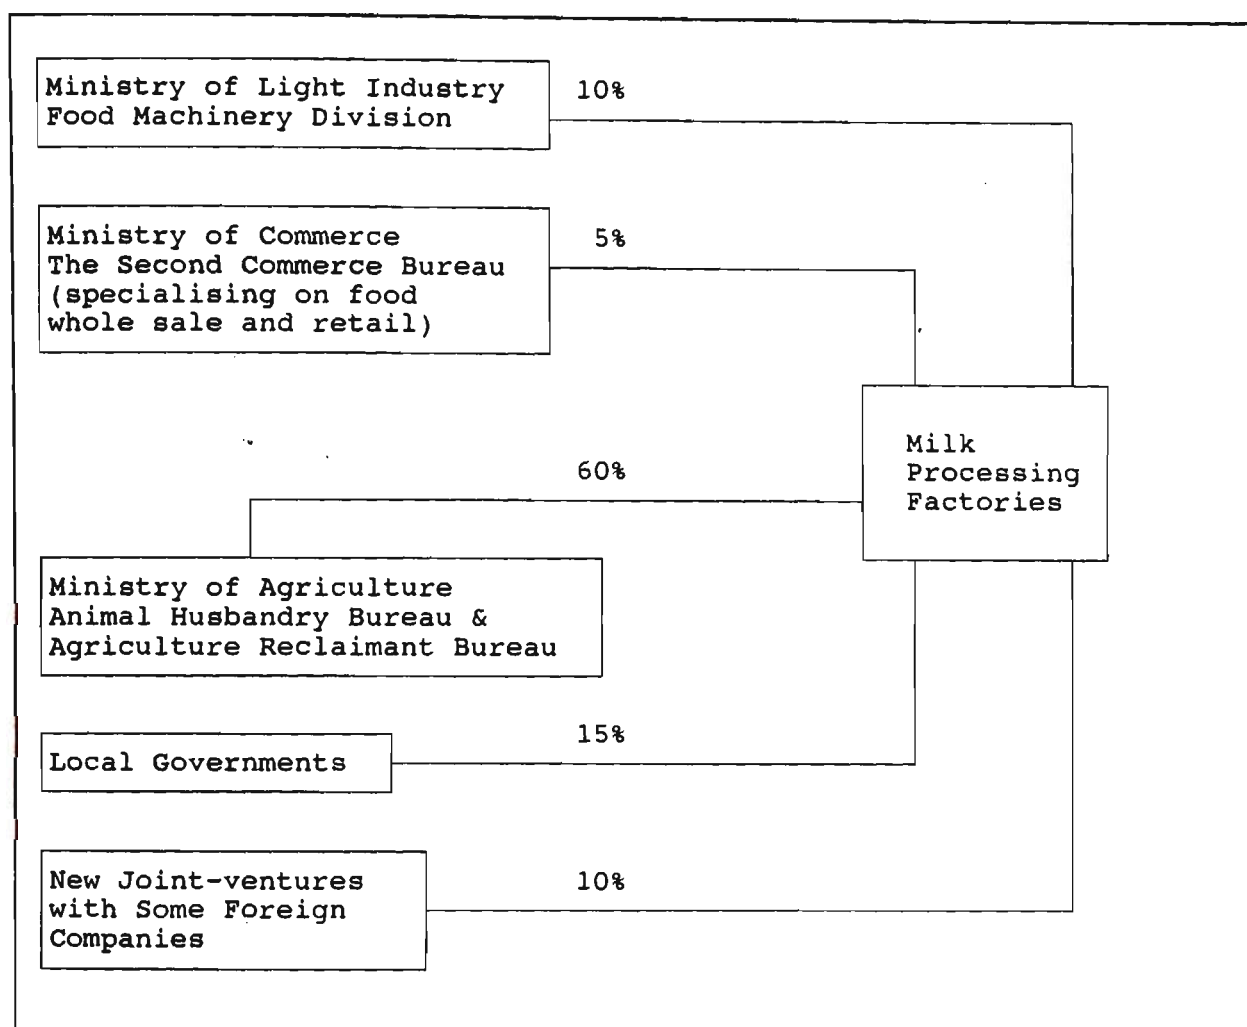 Ministry of Light Industry
Food Machinery Division
10%
Ministry of Commerce
The Second Commerce Bureau
(specialising on food
whole sale and retail)
5%
Milk
Processing
Factories
60%
Ministry of Agriculture
Animal Husbandry Bureau &
Agriculture Reclaimant Bureau
Local Governments
15%
New Joint-ventures
with Some Foreign
Companies
10%